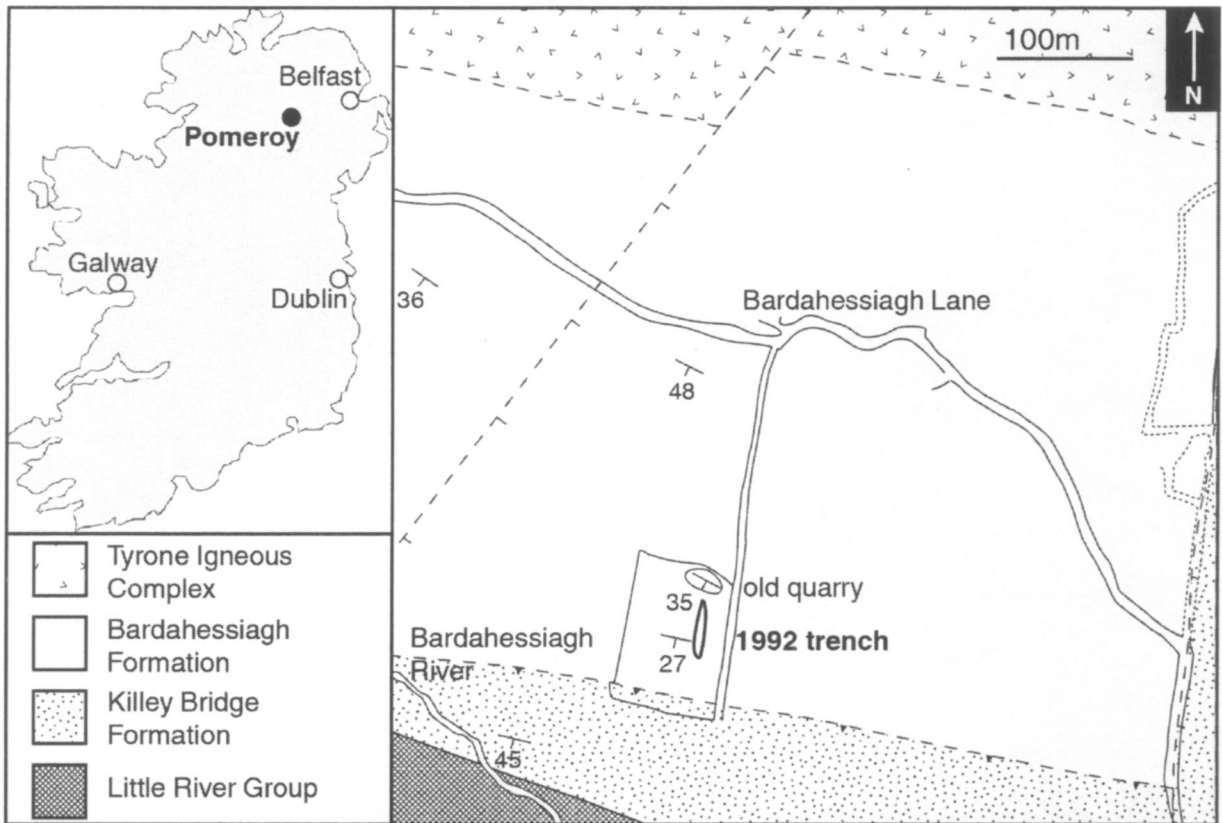 Belfast
Pomeroy
Galway
Dublin
Tyrone Igneous
Complex
Bardahessiagh
Formation
Killey Bridge
Formation
Little River Group
100m
N
36
Bardahessiagh Lane
48
old quarry
35
1992 trench
27
Bardahessiagh
River
45